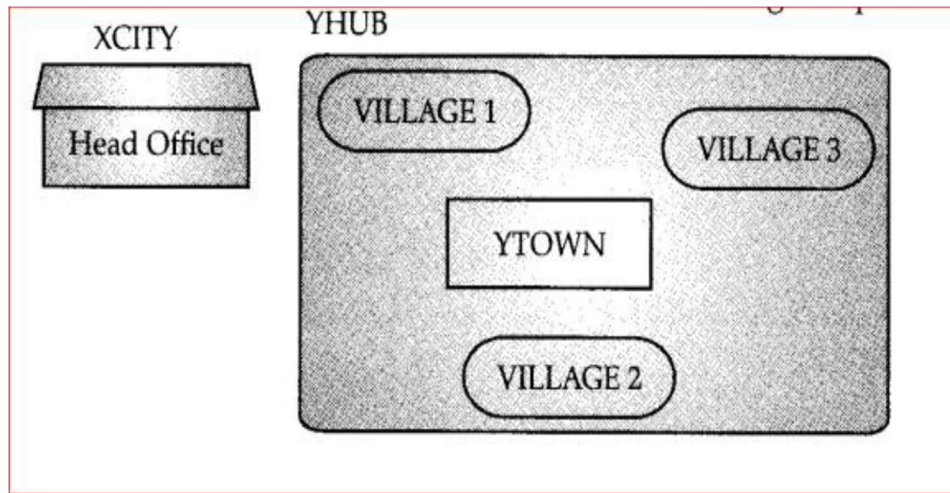 XCITY
YHUB
Head Office
VILLAGE 1
VILLAGE 3
YTOWN
VILLAGE 2